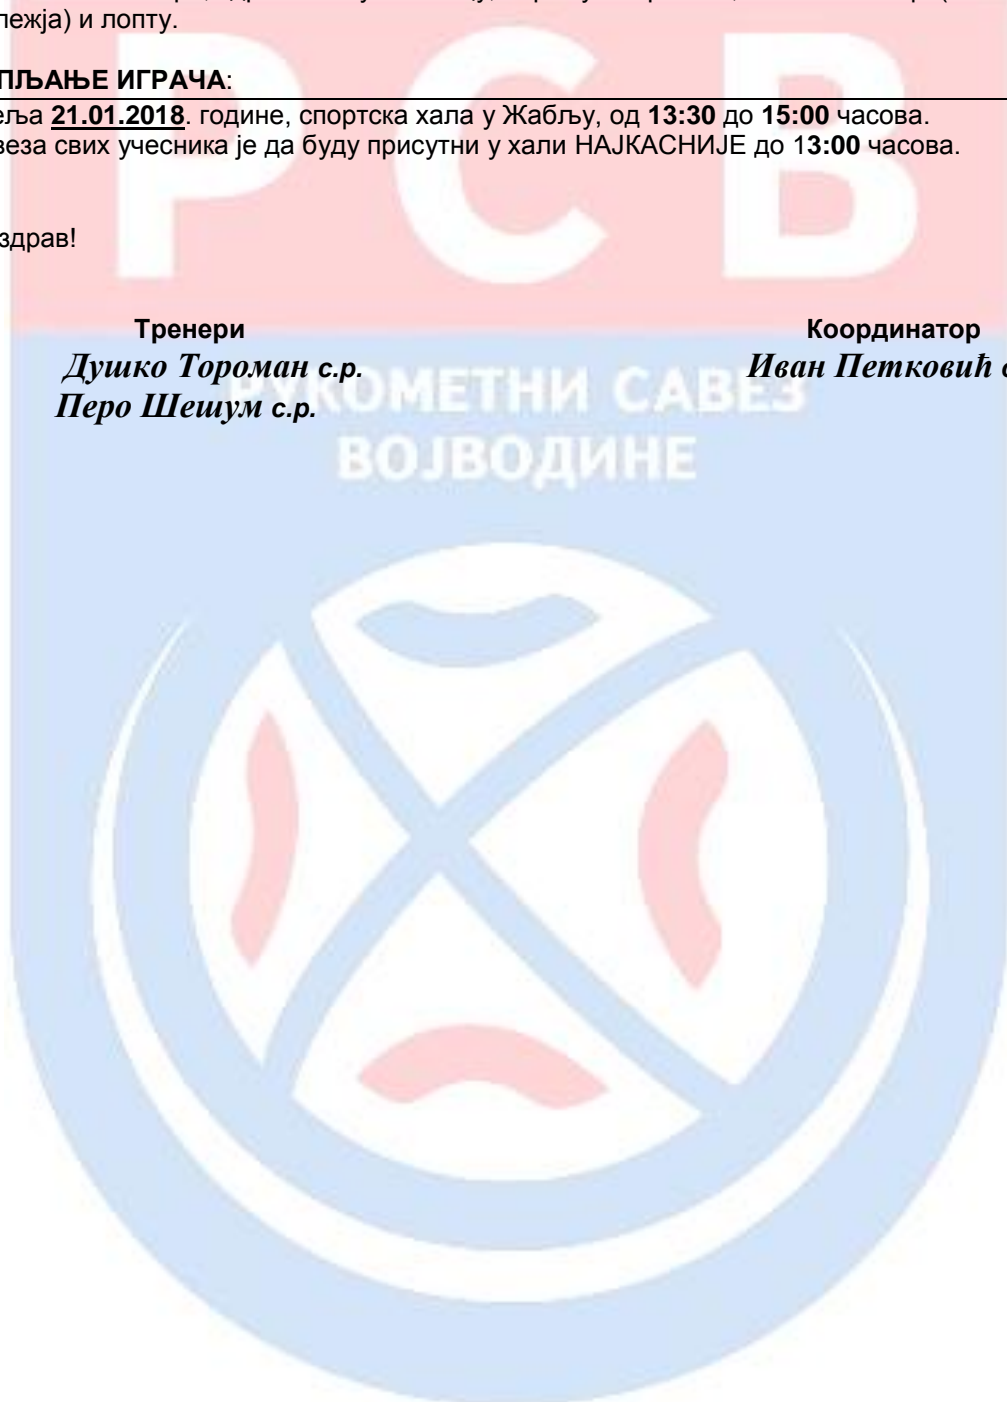 лежја) и лопту.
ПЉАЊЕ ИГРАЧА:
еља 21.01.2018. године, спортска хала у Жабљу, од 13:30 до 15:00 часова.
веза свих учесника је да буду присутни у хали НАЈКАСНИЈЕ до 13:00 часова.
здрав!
Тренери Координатор
Душко Тороман с.р. Иван Петковић
Перо Шешум с.р.
РСВ
РУКОМЕТНИ САВЕЗ
ВОЈВОДИНЕ